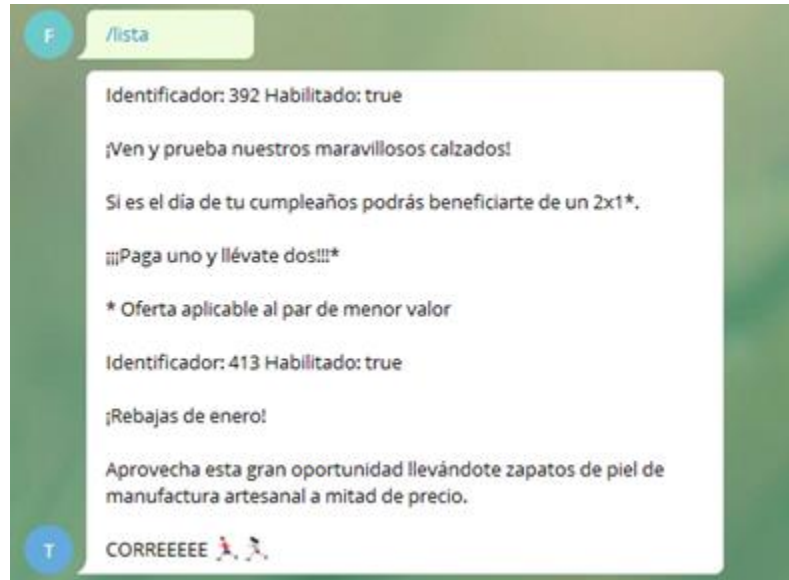 F
/lista
Identificador: 392 Habilitado: true
¡Ven y prueba nuestros maravillosos calzados!
Si es el día de tu cumpleaños podrás beneficiarte de un 2x1*.
¡¡¡Paga uno y llévate dos!!!*
* Oferta aplicable al par de menor valor
Identificador: 413 Habilitado: true
¡Rebajas de enero!
Aprovecha esta gran oportunidad llevándote zapatos de piel de
manufactura artesanal a mitad de precio.
T
CORREEEEE 🏃🏃